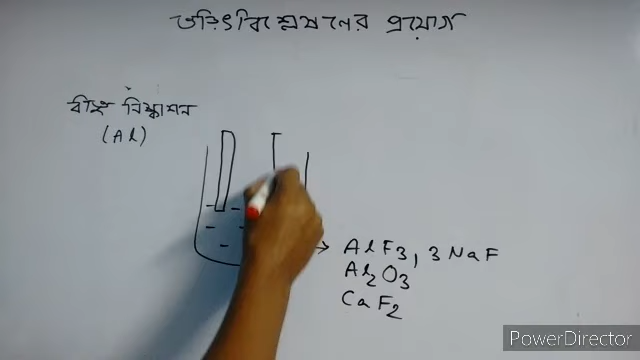 তড়িৎবিশ্লেষণের প্রয়োগ
নিষ্কাশন
(Al)
AlF3, 3NaF
Al2O3
CaF2
PowerDirector